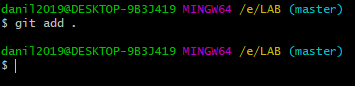 danil2019@DESKTOP-9B3J419 MINGW64 /e/LAB (master)
$ git add .
danil2019@DESKTOP-9B3J419 MINGW64 /e/LAB (master)
$